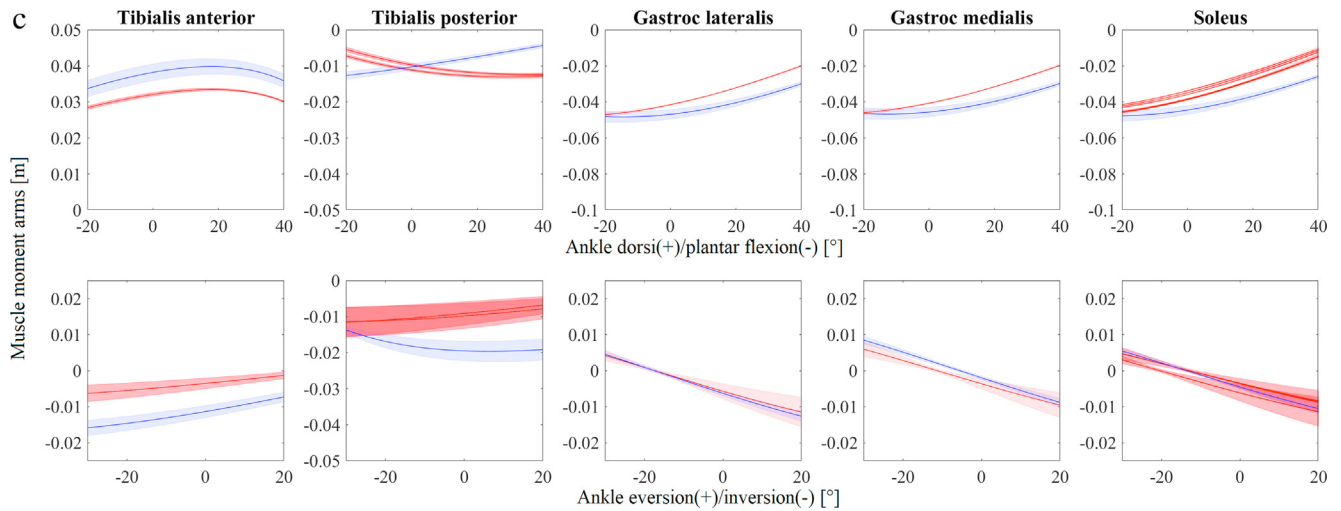 c
Tibialis anterior Tibialis posterior Gastroc lateralis Gastroc medialis Soleus
Muscle moment arms [m]
0.05 0 0 0 0
0.04 -0.01 -0.02 -0.02 -0.02
0.03 -0.02 -0.04 -0.04 -0.04
0.02 -0.03 -0.06 -0.06 -0.06
0.01 -0.04 -0.08 -0.08 -0.08
0 -0.05 -0.1 -0.1 -0.1
-20 0 20 40 -20 0 20 40 -20 0 20 40 -20 0 20 40 -20 0 20 40
Ankle dorsi(+)/plantar flexion(-) [°]
0.02 0 0.02 0.02 0.02
0.01 -0.01 0.01 0.01 0.01
0 -0.02 0 0 0
-0.01 -0.03 -0.01 -0.01 -0.01
-0.02 -0.04 -0.02 -0.02 -0.02
-0.05
-20 0 20 -20 0 20 -20 0 20 -20 0 20 -20 0 20
Ankle eversion(+)/inversion(-) [°]